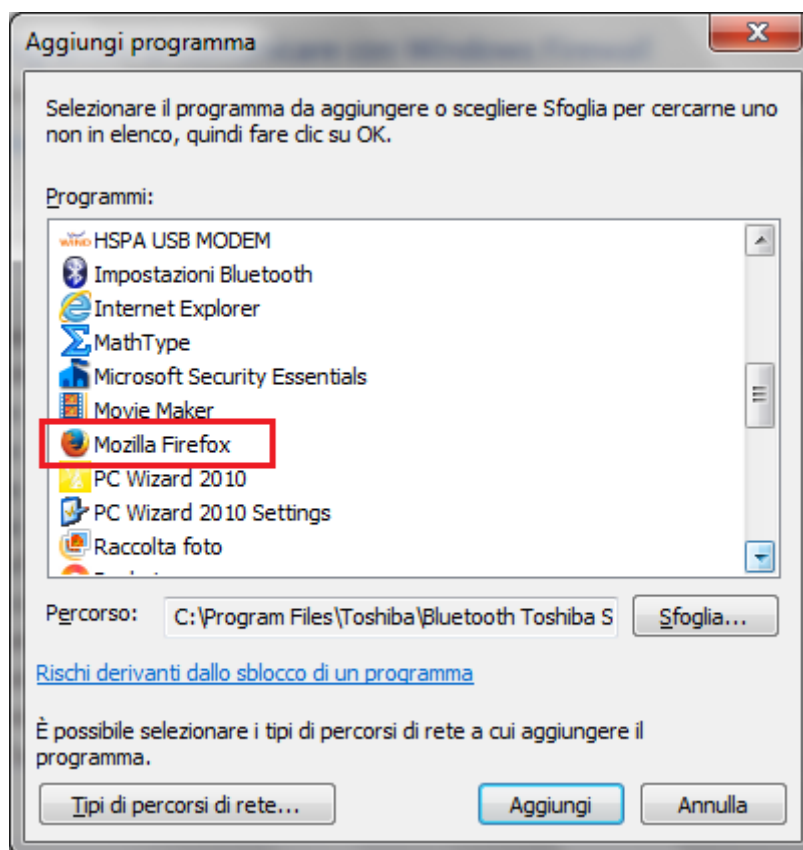 Aggiungi programma
Selezionare il programma da aggiungere o scegliere Sfoglia per cercarne uno
non in elenco, quindi fare clic su OK.
Programmi:
WIND HSPA USB MODEM
Impostazioni Bluetooth
Internet Explorer
MathType
Microsoft Security Essentials
Movie Maker
Mozilla Firefox
PC Wizard 2010
PC Wizard 2010 Settings
Raccolta foto
Percorso: C:\Program Files\Toshiba\Bluetooth Toshiba S Sfoglia...
Rischi derivanti dallo sblocco di un programma
È possibile selezionare i tipi di percorsi di rete a cui aggiungere il
programma.
Tipi di percorsi di rete... Aggiungi Annulla